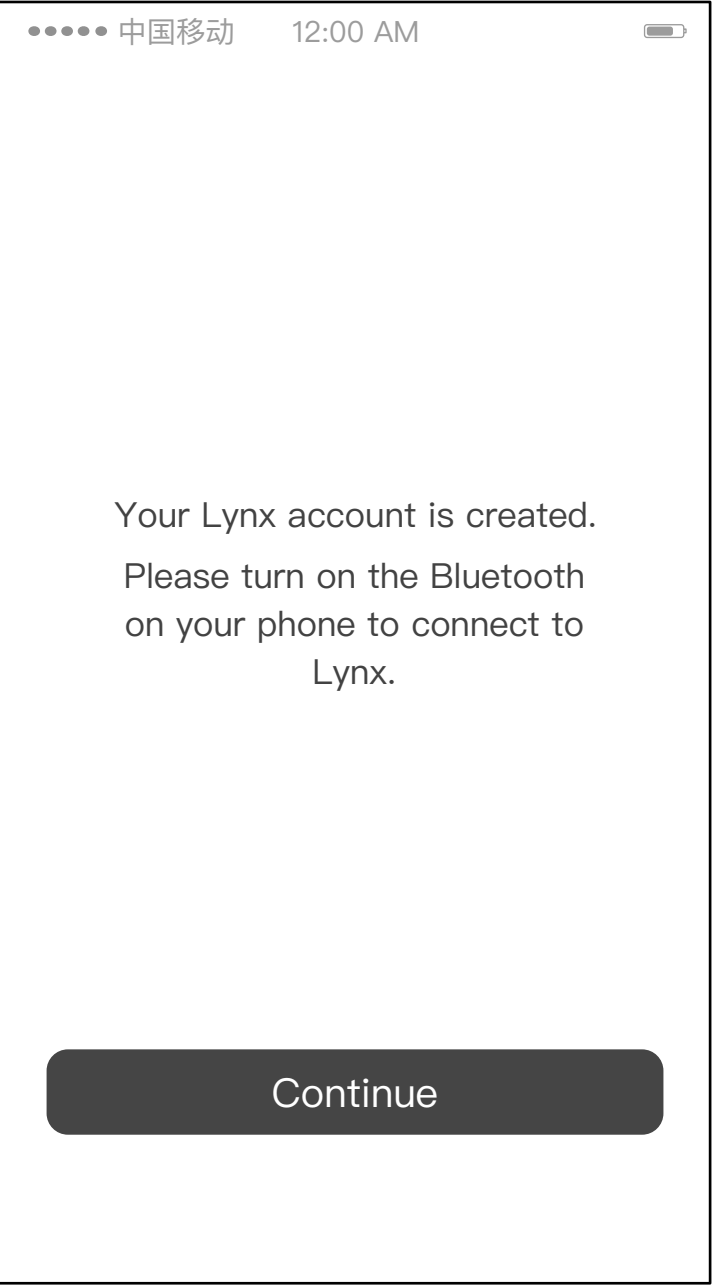 中国移动 12:00 AM
Your Lynx account is created.
Please turn on the Bluetooth
on your phone to connect to
Lynx.
Continue